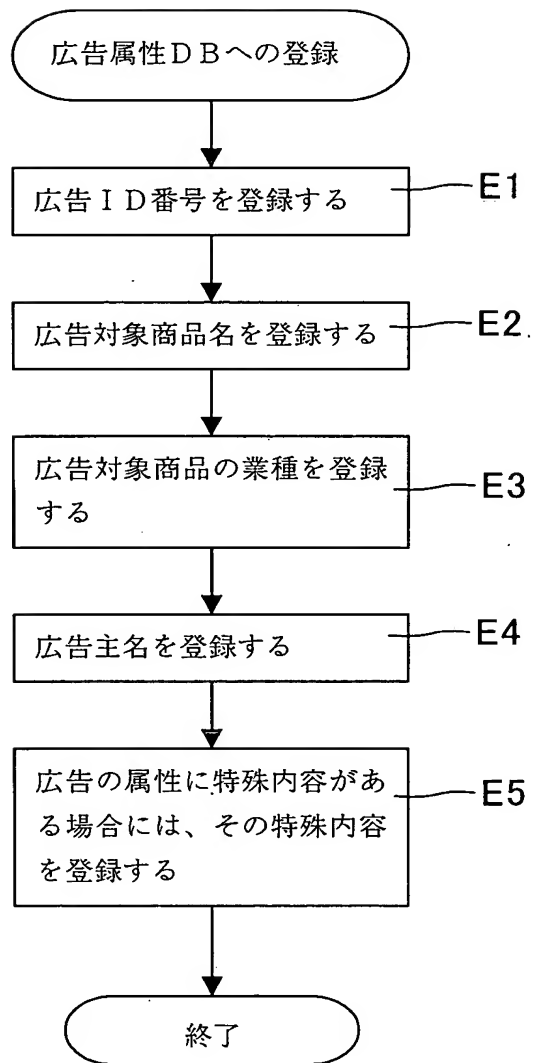 広告属性DBへの登録
広告ID番号を登録する
E1
広告対象商品名を登録する
E2
広告対象商品の業種を登録
する
E3
広告主名を登録する
E4
広告の属性に特殊内容があ
る場合には、その特殊内容
を登録する
E5
終了